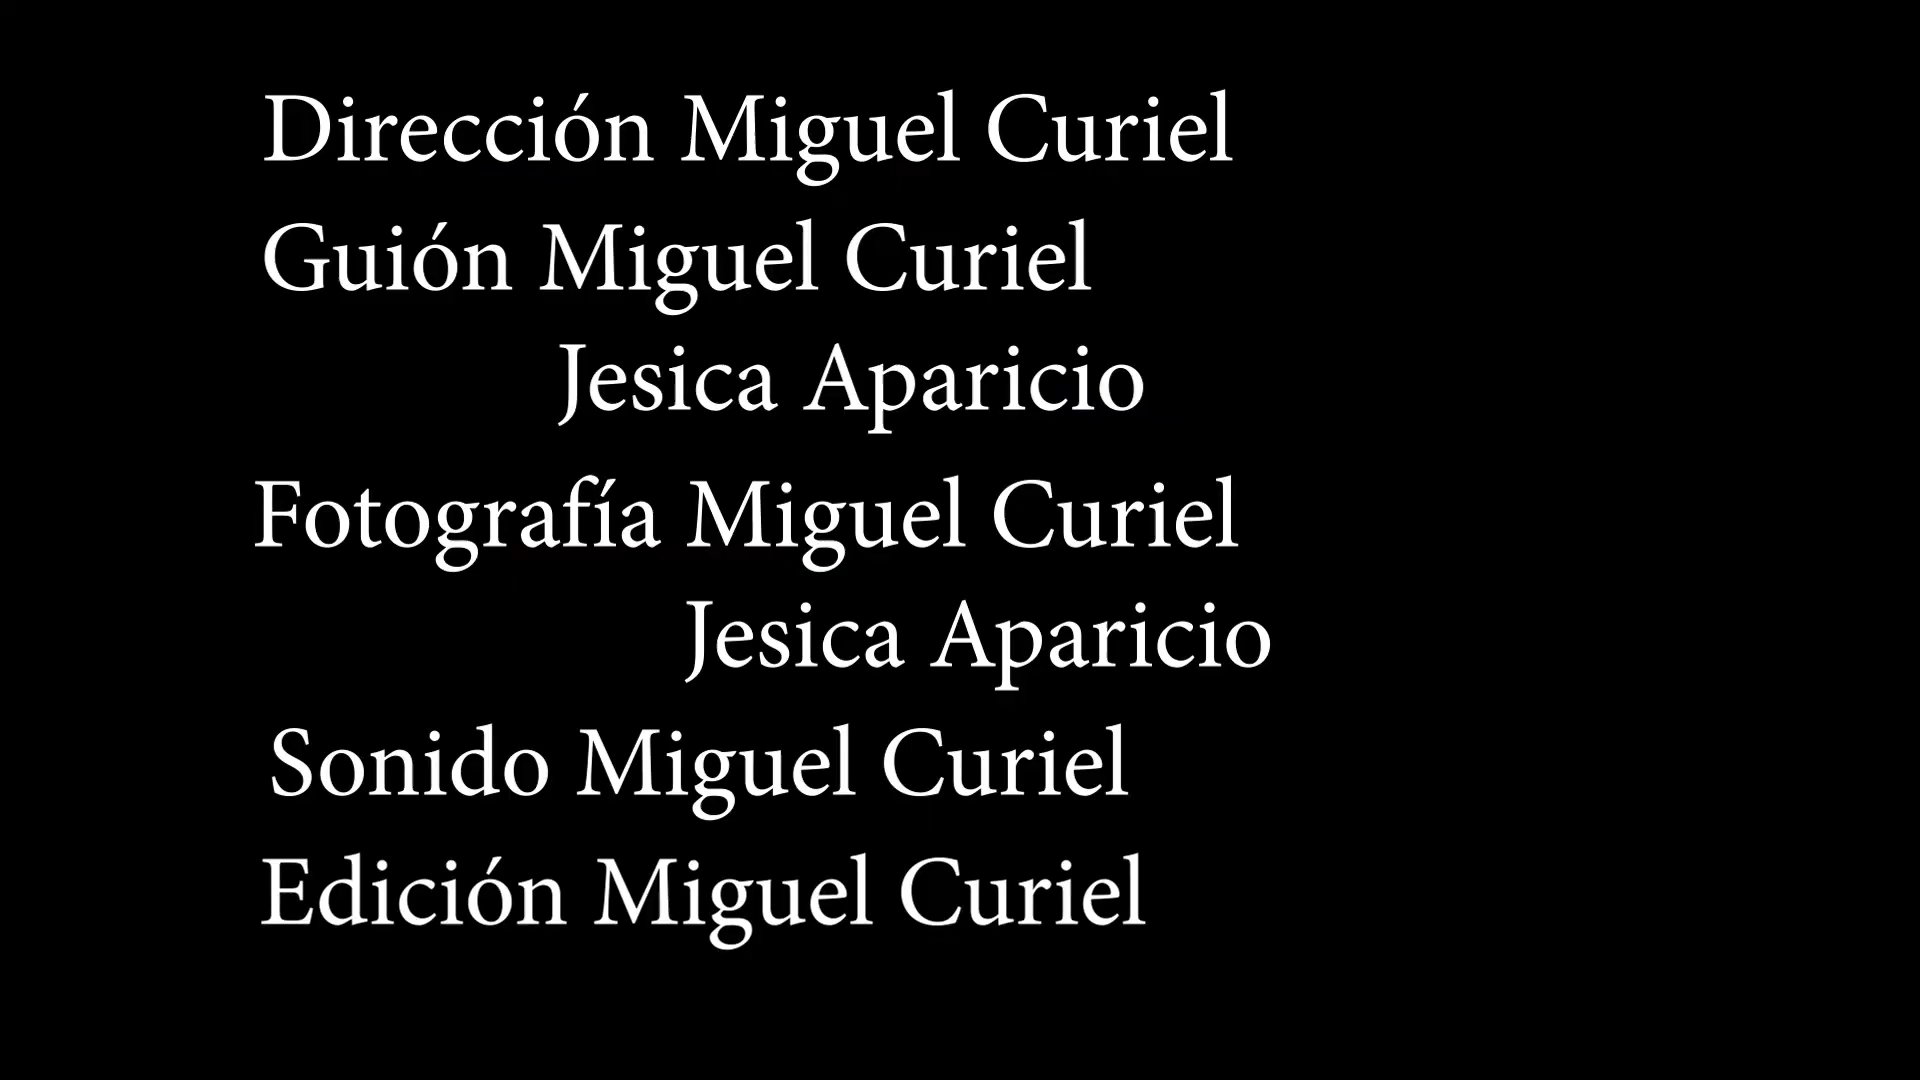 Dirección Miguel Curiel
Guión Miguel Curiel
Jesica Aparicio
Fotografía Miguel Curiel
Jesica Aparicio
Sonido Miguel Curiel
Edición Miguel Curiel